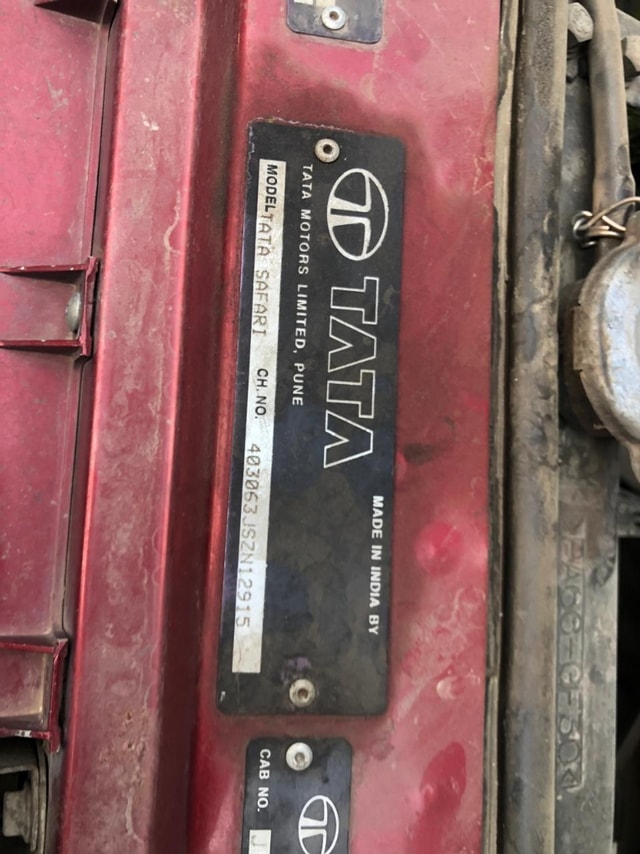 TATA
MADE IN INDIA BY
TATA MOTORS LIMITED, PUNE
MODEL TATA SAFARI CH.NO. 403063JSZN12915
CAB NO. J